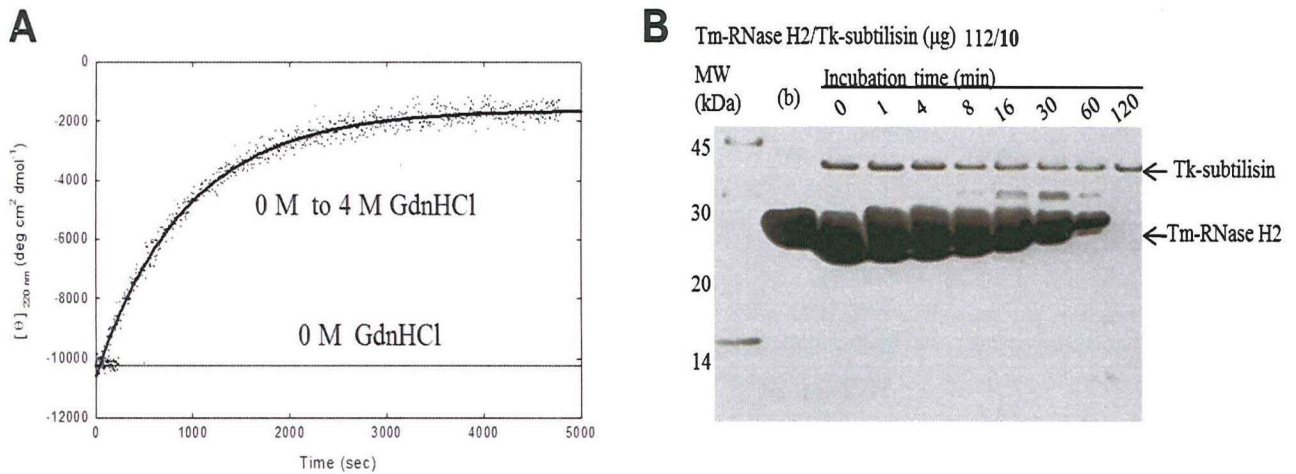 A
0
-2000
-4000
-6000
-8000
-10000
-12000
[Θ] 220 nm (deg cm² dmol⁻¹)
0 M to 4 M GdnHCl
0 M GdnHCl
0 1000 2000 3000 4000 5000
Time (sec)
B
Tm-RNase H2/Tk-subtilisin (µg) 112/10
MW
(kDa)
(b)
Incubation time (min)
0 1 4 8 16 30 60 120
45
30
20
14
Tk-subtilisin
Tm-RNase H2